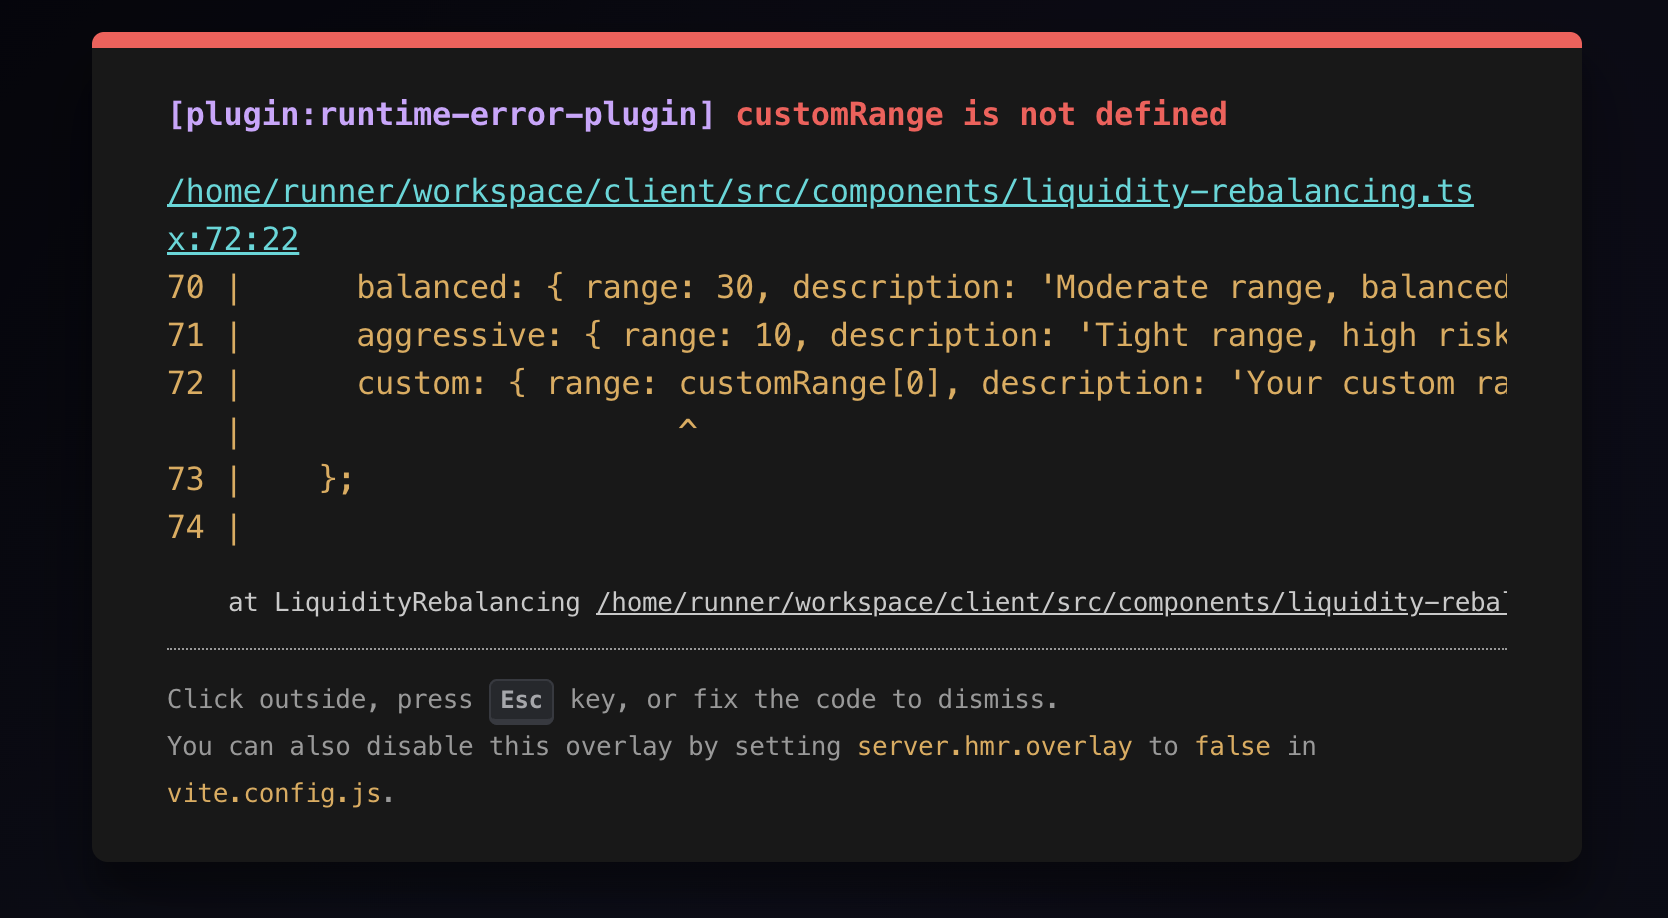 [plugin:runtime-error-plugin] customRange is not defined
/home/runner/workspace/client/src/components/liquidity-rebalancing.ts
x:72:22
70 |      balanced: { range: 30, description: 'Moderate range, balanced
71 |      aggressive: { range: 10, description: 'Tight range, high risk
72 |      custom: { range: customRange[0], description: 'Your custom ra
   |                       ^
73 |    };
74 |
at LiquidityRebalancing /home/runner/workspace/client/src/components/liquidity-reba
Click outside, press Esc key, or fix the code to dismiss.
You can also disable this overlay by setting server.hmr.overlay to false in
vite.config.js.